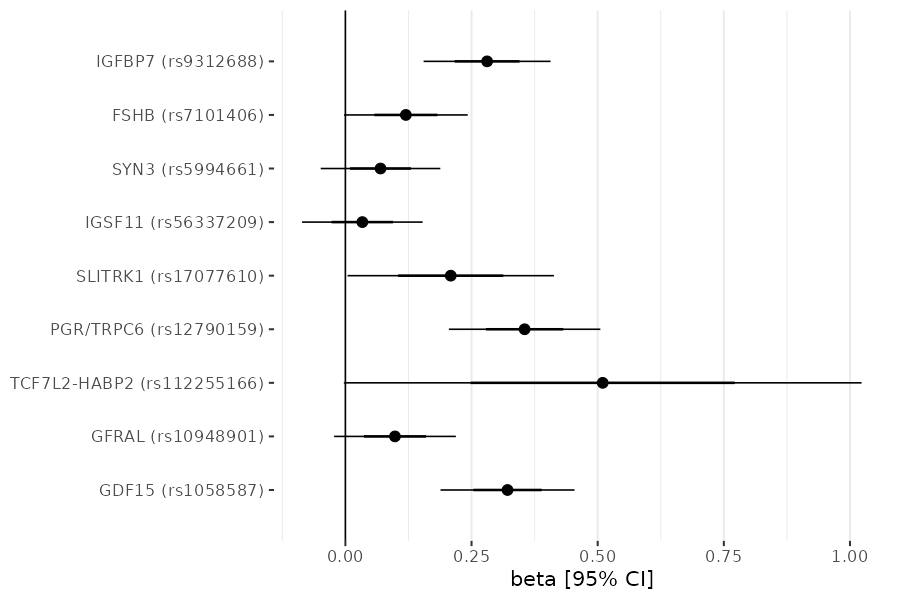 IGFBP7 (rs9312688)
FSHB (rs7101406)
SYN3 (rs5994661)
IGSF11 (rs56337209)
SLITRK1 (rs17077610)
PGR/TRPC6 (rs12790159)
TCF7L2-HABP2 (rs112255166)
GFRAL (rs10948901)
GDF15 (rs1058587)
0.00 0.25 0.50 0.75 1.00
beta [95% CI]